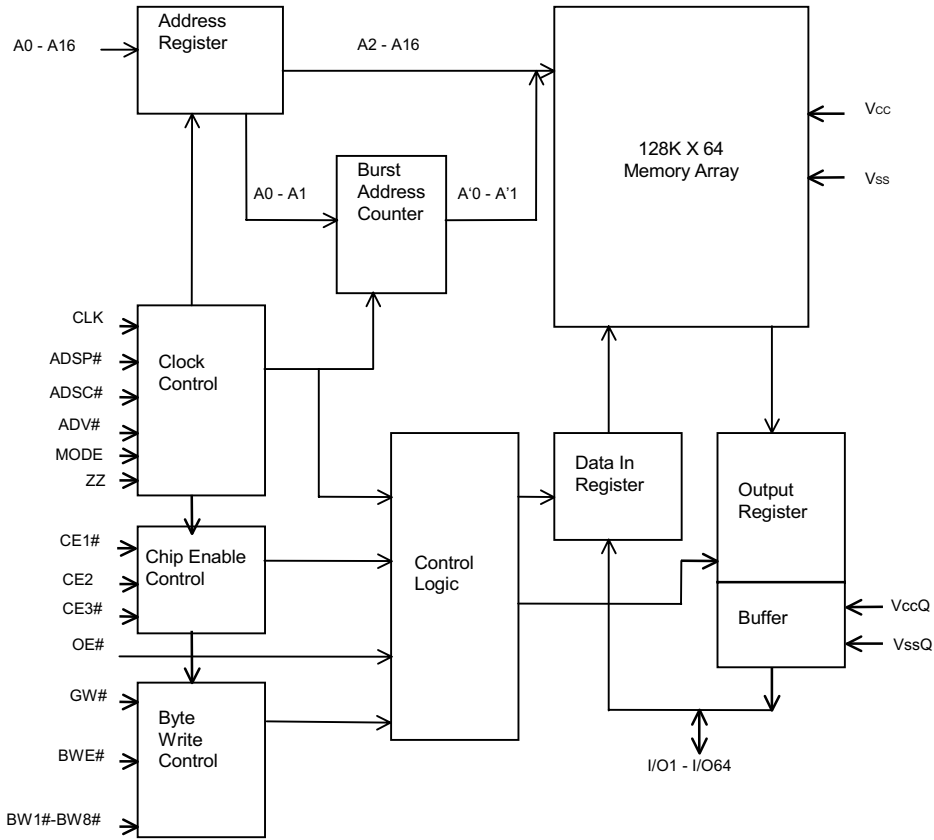 Address
Register
A0 - A16
A2 - A16
128K X 64
Memory Array
Vcc
Vss
Burst
Address
Counter
A0 - A1
A'0 - A'1
CLK
ADSP#
ADSC#
ADV#
MODE
ZZ
Clock
Control
Data In
Register
Output
Register
CE1#
CE2
CE3#
Chip Enable
Control
Control
Logic
Buffer
VccQ
VssQ
OE#
GW#
BWE#
BW1#-BW8#
Byte
Write
Control
I/O1 - I/O64